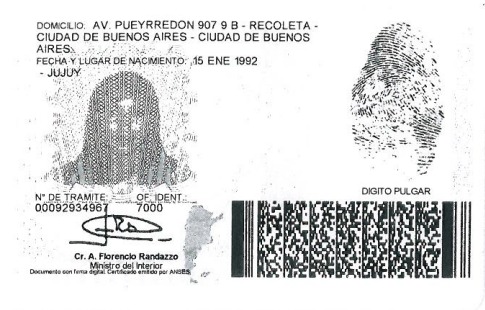 DOMICILIO: AV. PUEYRREDON 907 9 B - RECOLETA -
CIUDAD DE BUENOS AIRES - CIUDAD DE BUENOS
AIRES
FECHA Y LUGAR DE NACIMIENTO: 15 ENE 1992
- JUJUY
Nº DE TRAMITE: OF. IDENT.
00092934967 7000
DIGITO PULGAR
Cr. A. Florencio Randazzo
Ministro del Interior
Documento con firma digital. Certificado emitido por ANSES